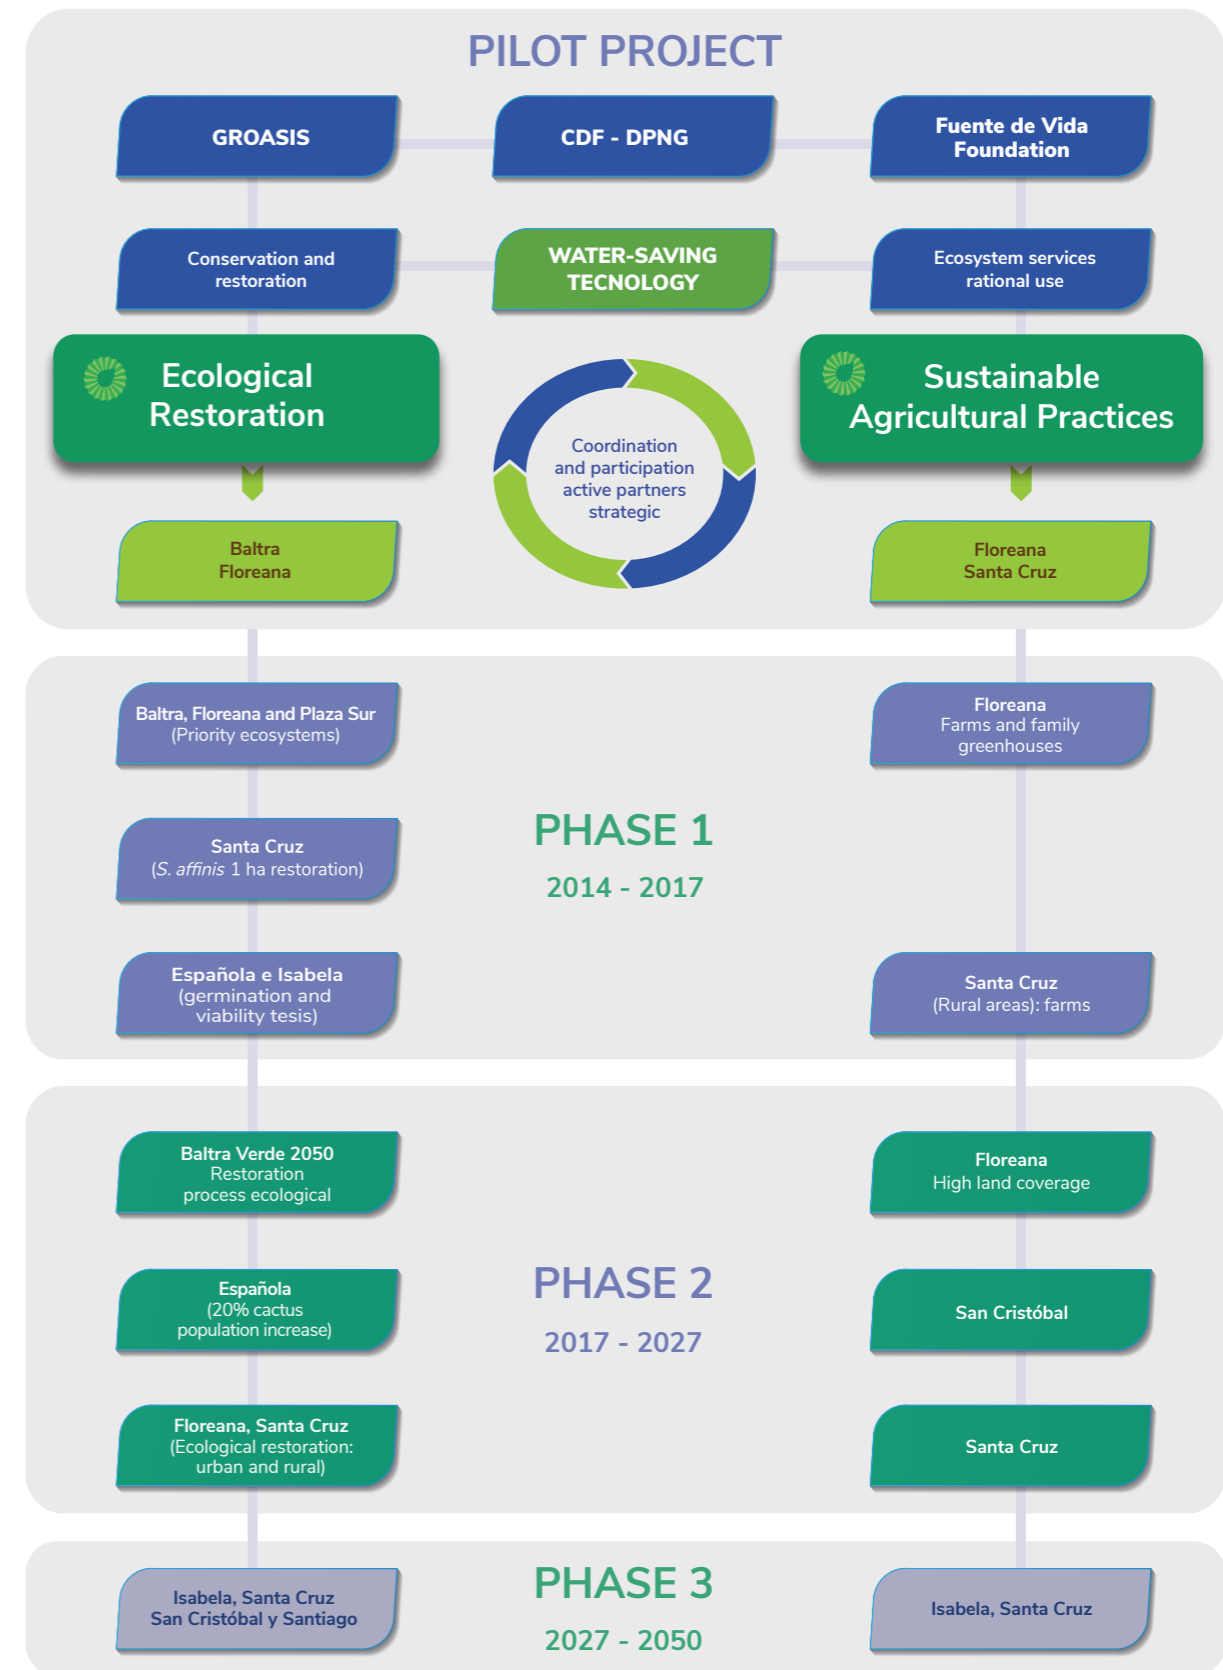 PILOT PROJECT
GROASIS
CDF - DPNG
Fuente de Vida
Foundation
Conservation and
restoration
WATER-SAVING
TECNOLOGY
Ecosystem services
rational use
Ecological
Restoration
Coordination
and participation
active partners
strategic
Sustainable
Agricultural Practices
Baltra
Floreana
Floreana
Santa Cruz
Baltra, Floreana and Plaza Sur
(Priority ecosystems)
Floreana
Farms and family
greenhouses
PHASE 1
2014 - 2017
Santa Cruz
(S. affinis 1 ha restoration)
Española e Isabela
(germination and
viability tesis)
Santa Cruz
(Rural areas): farms
Baltra Verde 2050
Restoration
process ecological
Floreana
High land coverage
PHASE 2
2017 - 2027
Española
(20% cactus
population increase)
San Cristóbal
Floreana, Santa Cruz
(Ecological restoration:
urban and rural)
Santa Cruz
PHASE 3
2027 - 2050
Isabela, Santa Cruz
San Cristóbal y Santiago
Isabela, Santa Cruz